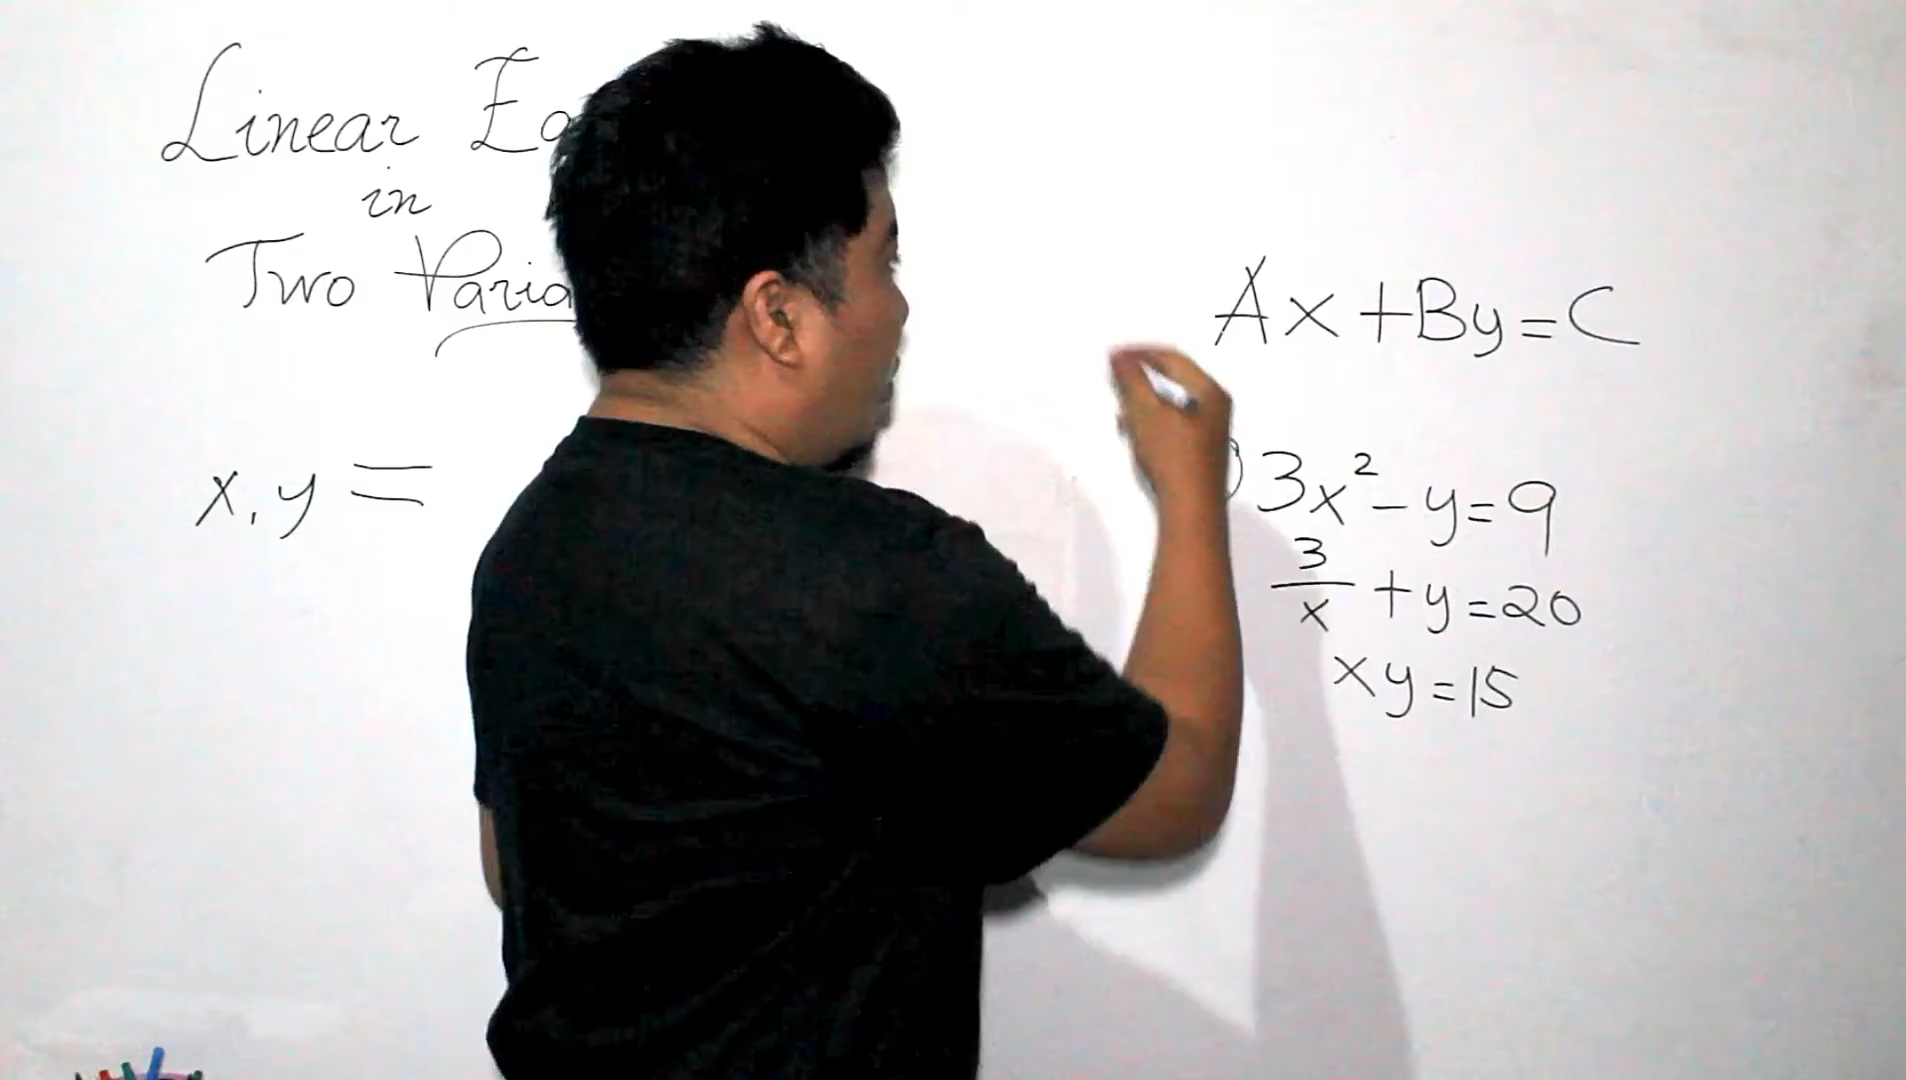 Linear
in
Two
x, y =
Ax + By = C
) 3x² - y = 9
3/x + y = 20
xy = 15